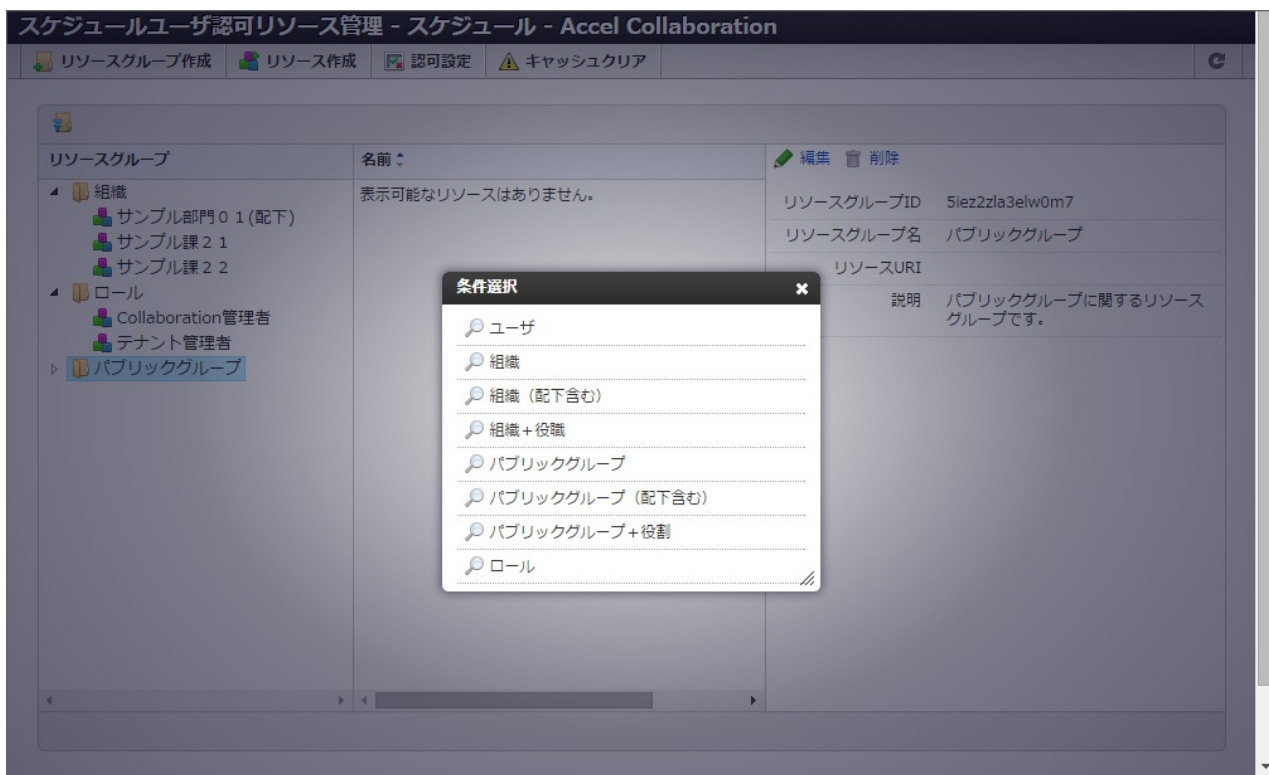 スケジュールユーザ認可リソース管理 - スケジュール - Accel Collaboration
リソースグループ作成 リソース作成 認可設定 キャッシュクリア
リソースグループ
組織
サンプル部門０１(配下)
サンプル課２１
サンプル課２２
ロール
Collaboration管理者
テナント管理者
パブリックグループ
名前
表示可能なリソースはありません。
編集 削除
リソースグループID 5iez2zla3elw0m7
リソースグループ名 パブリックグループ
リソースURI
説明 パブリックグループに関するリソース
グループです。
条件選択
ユーザ
組織
組織（配下含む）
組織＋役職
パブリックグループ
パブリックグループ（配下含む）
パブリックグループ＋役割
ロール